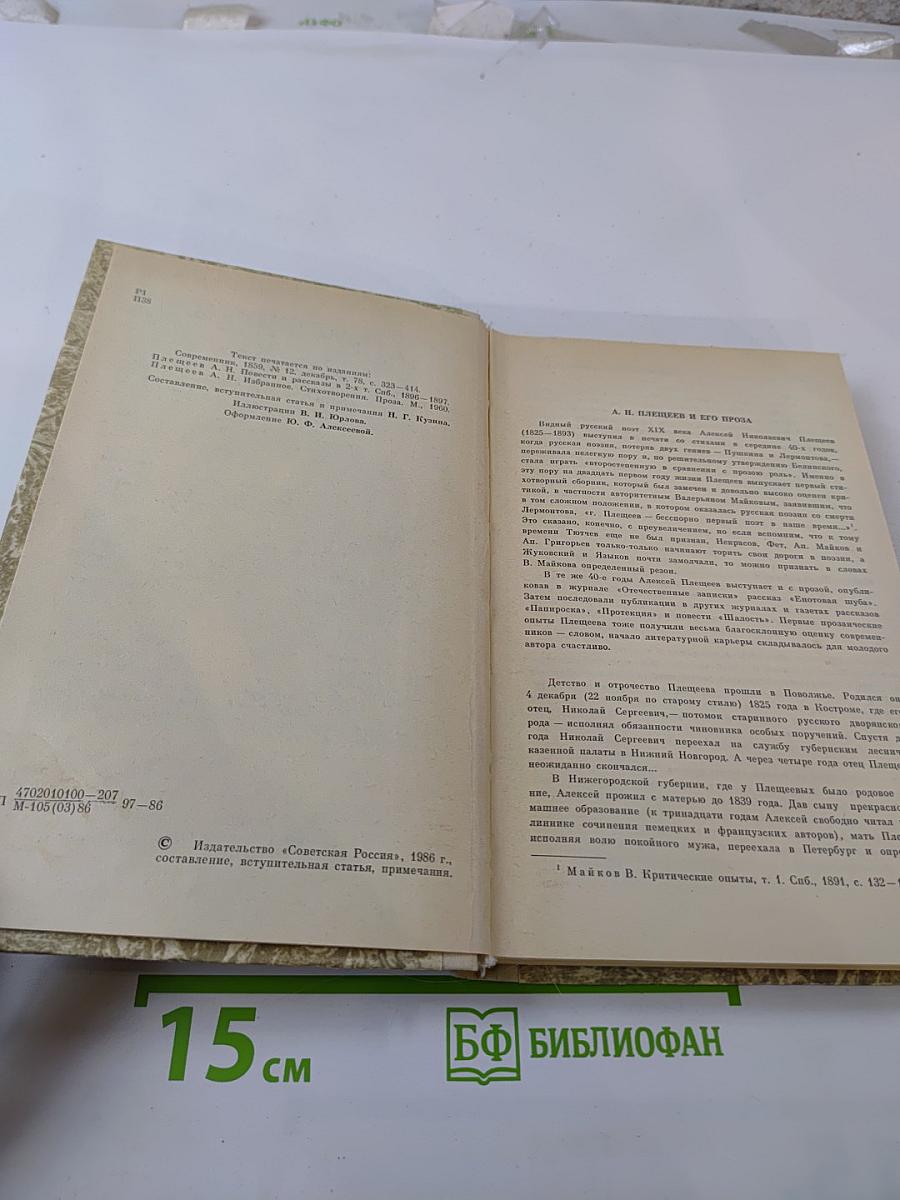 ИНФО
Р1
П38
Текст печатается по изданиям:
Современник, 1859, № 12, декабрь, т. 78, с. 323—414.
Плещеев А. Н. Повести и рассказы в 2-х т. Спб., 1896—1897.
Плещеев А. Н. Избранное. Стихотворения. Проза. М., 1960.
Составление, вступительная статья и примечания Н. Г. Кузина.
Иллюстрации В. И. Юрлова.
Оформление Ю. Ф. Алексеевой.
П 4702010100—207 97—86
М-105(03)86
© Издательство «Советская Россия», 1986 г.,
составление, вступительная статья, примечания.
А. Н. ПЛЕЩЕЕВ И ЕГО ПРОЗА
Видный русский поэт XIX века Алексей Николаевич Плещеев
(1825—1893) выступил в печати со стихами в середине 40-х годов,
когда русская поэзия, потеряв двух гениев — Пушкина и Лермонтова,—
переживала нелегкую пору и, по решительному утверждению Белинского,
стала играть «второстепенную в сравнении с прозою роль». Именно в
эту пору на двадцать первом году жизни Плещеев выпускает первый сти-
хотворный сборник, который был замечен и довольно высоко оценен кри-
тикой, в частности авторитетным Валерьяном Майковым, заявившим, что
в том сложном положении, в котором оказалась русская поэзия со смерти
Лермонтова, «г. Плещеев — бесспорно первый поэт в наше время...»¹.
Это сказано, конечно, с преувеличением, но если вспомним, что к тому
времени Тютчев еще не был признан, Некрасов, Фет, Ап. Майков и
Ап. Григорьев только-только начинают торить свои дороги в поэзии, а
Жуковский и Языков почти замолчали, то можно признать в словах
В. Майкова определенный резон.
В те же 40-е годы Алексей Плещеев выступает и с прозой, опубли-
ковав в журнале «Отечественные записки» рассказ «Енотовая шуба».
Затем последовали публикации в других журналах и газетах рассказов
«Папироска», «Протекция» и повести «Шалость». Первые прозаические
опыты Плещеева тоже получили весьма благосклонную оценку современ-
ников — словом, начало литературной карьеры складывалось для молодого
автора счастливо.
Детство и отрочество Плещеева прошли в Поволжье. Родился он
4 декабря (22 ноября по старому стилю) 1825 года в Костроме, где ег
отец, Николай Сергеевич,— потомок старинного русского дворянско
рода — исполнял обязанности чиновника особых поручений. Спустя д
года Николай Сергеевич переехал на службу губернским леснич
казенной палаты в Нижний Новгород. А через четыре года отец Плеще
неожиданно скончался...
В Нижегородской губернии, где у Плещеевых было родовое
ние, Алексей прожил с матерью до 1839 года. Дав сыну прекрасно
машнее образование (к тринадцати годам Алексей свободно читал
линнике сочинения немецких и французских авторов), мать Пле
исполняя волю покойного мужа, переехала в Петербург и опр
¹ Майков В. Критические опыты, т. 1. Спб., 1891, с. 132—1
15 см
БФ БИБЛИОФАН